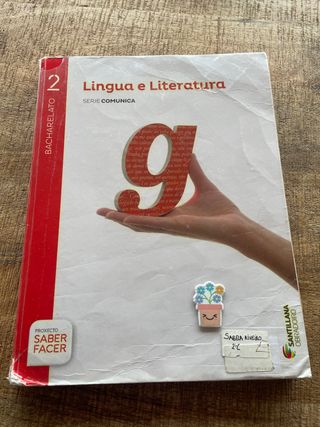 2
BACHARELATO
Lingua e Literatura
SERIE COMUNICA
g
PROXECTO
SABER
FACER
SANTILLANA
OBRADOIRO